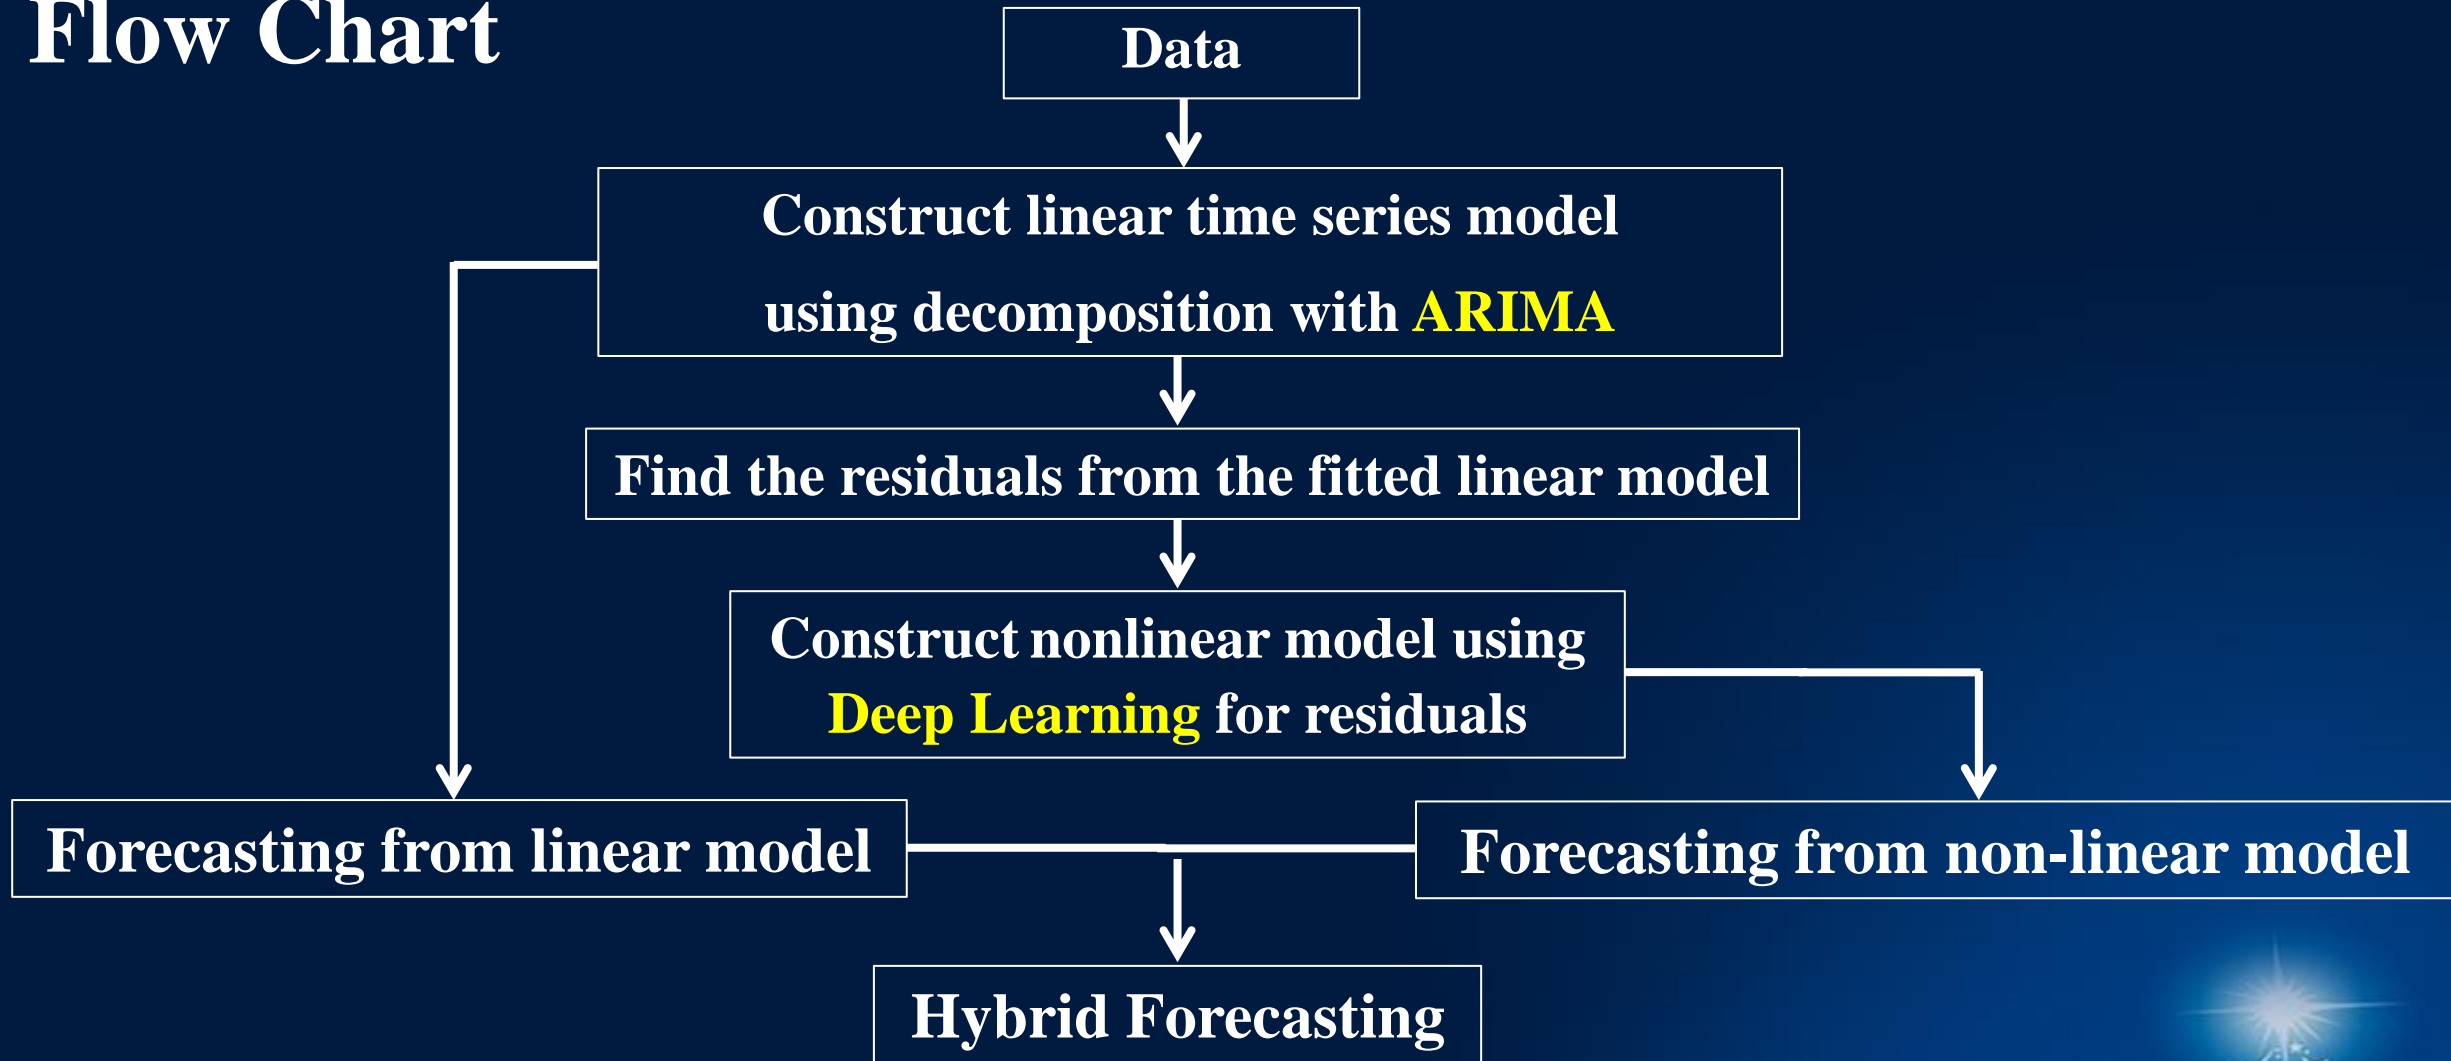 Flow Chart
Data
Construct linear time series model
using decomposition with ARIMA
Find the residuals from the fitted linear model
Construct nonlinear model using
Deep Learning for residuals
Forecasting from linear model
Forecasting from non-linear model
Hybrid Forecasting